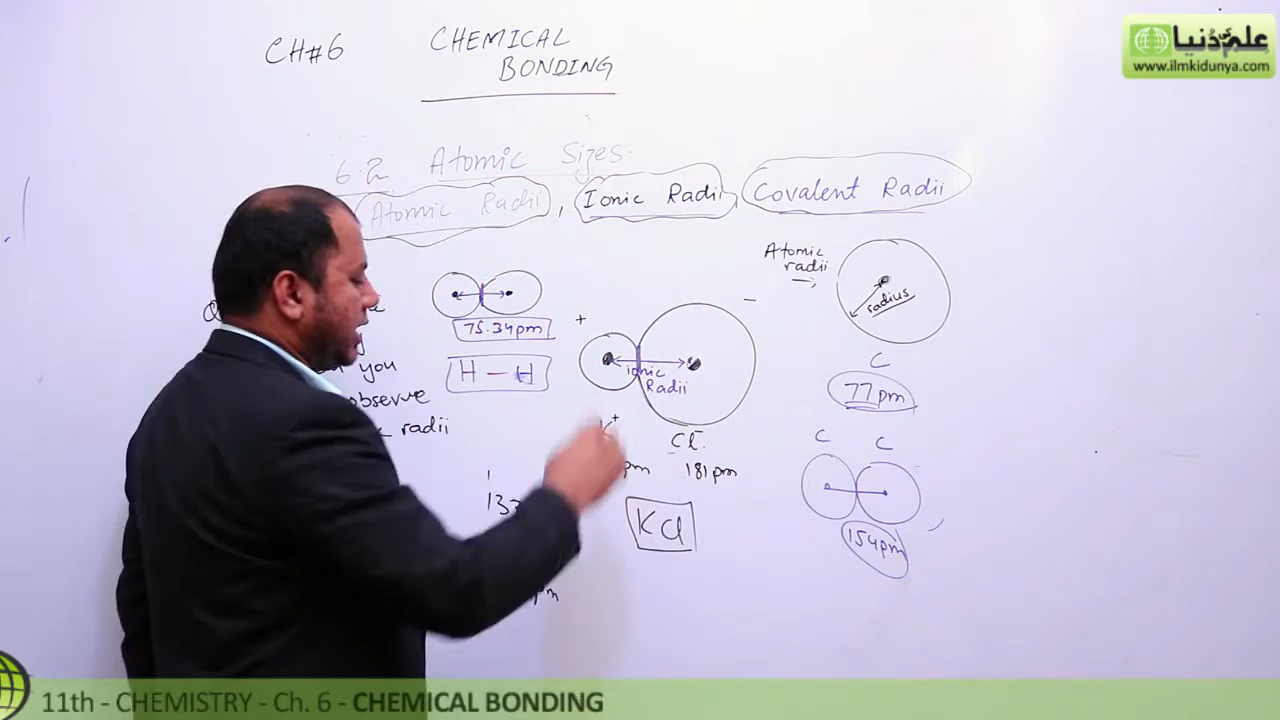 CH#6
CHEMICAL
BONDING
علم کی دُنیا
www.ilmkidunya.com
6.2 Atomic Sizes.
Atomic Radii, Ionic Radii, Covalent Radii
you
observe
radii
75.34pm
H - H
+
-
ionic
Radii
+
Cl-.
pm 181pm
KCl
Atomic
radii
radius
C
77pm
C C
154pm
11th - CHEMISTRY - Ch. 6 - CHEMICAL BONDING